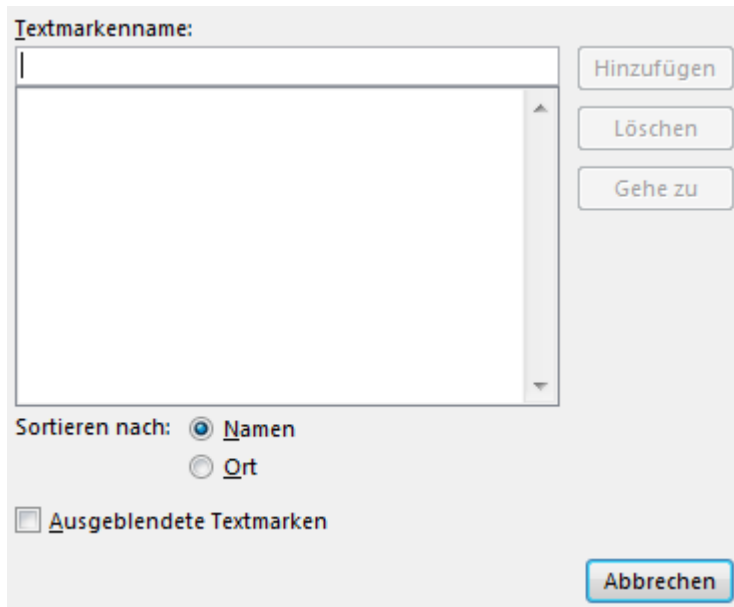 Textmarkenname:
Hinzufügen
Löschen
Gehe zu
Sortieren nach: Namen
Ort
Ausgeblendete Textmarken
Abbrechen